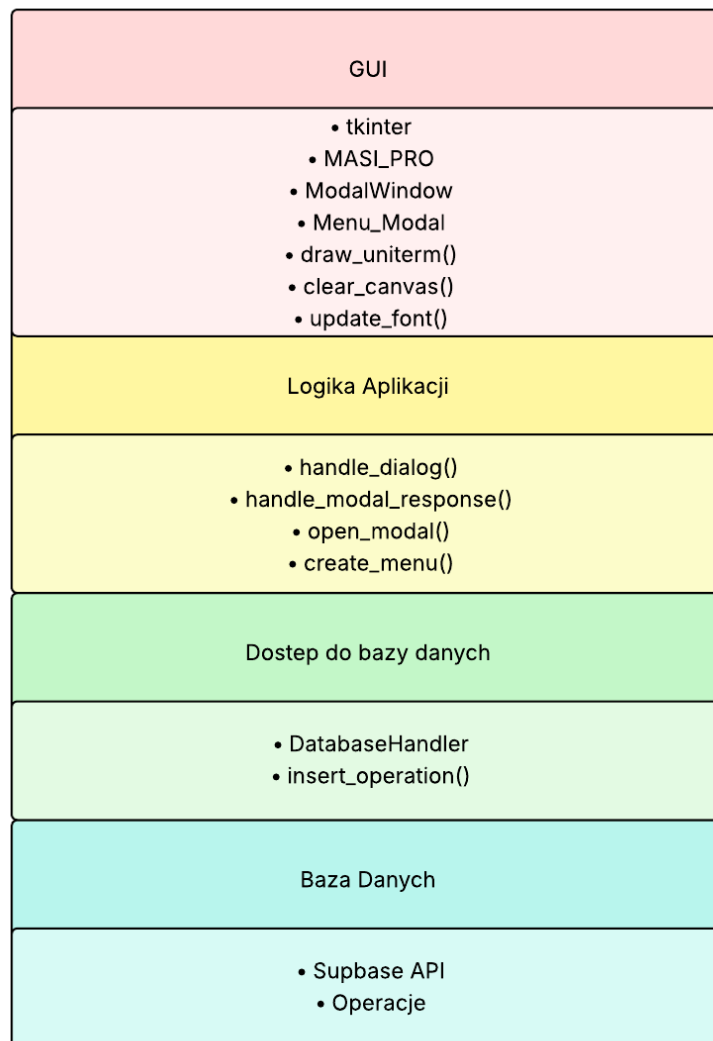 GUI
• tkinter
• MASI_PRO
• ModalWindow
• Menu_Modal
• draw_uniterm()
• clear_canvas()
• update_font()
Logika Aplikacji
• handle_dialog()
• handle_modal_response()
• open_modal()
• create_menu()
Dostep do bazy danych
• DatabaseHandler
• insert_operation()
Baza Danych
• Supbase API
• Operacje